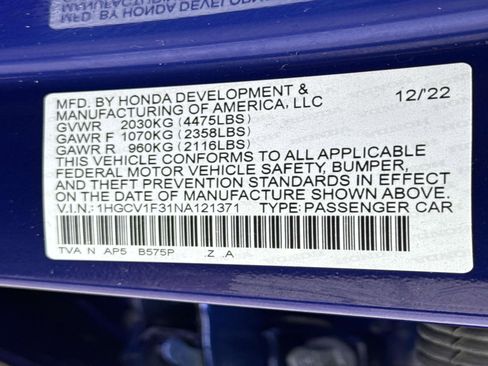 MFD. BY HONDA DEVELOPMENT &
MANUFACTURING OF AMERICA, LLC 12/'22
GVWR 2030KG (4475LBS)
GAWR F 1070KG (2358LBS)
GAWR R 960KG (2116LBS)
THIS VEHICLE CONFORMS TO ALL APPLICABLE
FEDERAL MOTOR VEHICLE SAFETY, BUMPER,
AND THEFT PREVENTION STANDARDS IN EFFECT
ON THE DATE OF MANUFACTURE SHOWN ABOVE.
V.I.N.: 1HGCV1F31NA121371 TYPE: PASSENGER CAR
TVA N AP5 B575P .Z .A